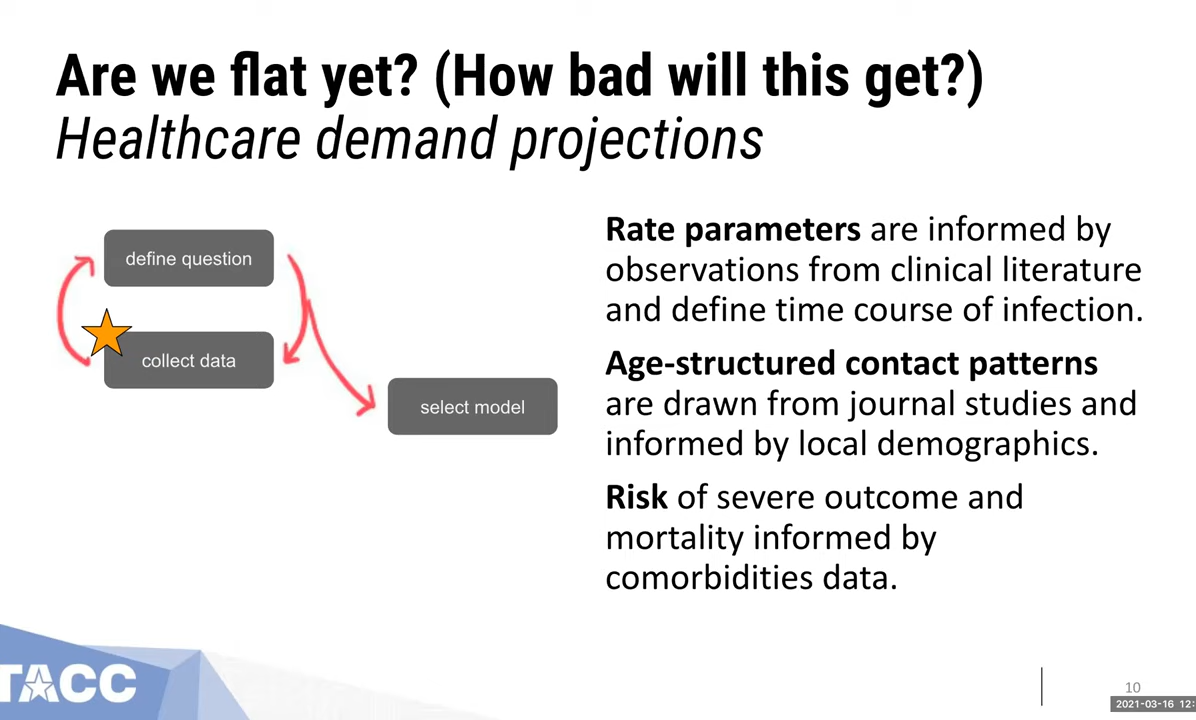 Are we flat yet? (How bad will this get?)
Healthcare demand projections
define question
collect data
select model
Rate parameters are informed by
observations from clinical literature
and define time course of infection.
Age-structured contact patterns
are drawn from journal studies and
informed by local demographics.
Risk of severe outcome and
mortality informed by
comorbidities data.
TACC
10
2021-03-16 12: